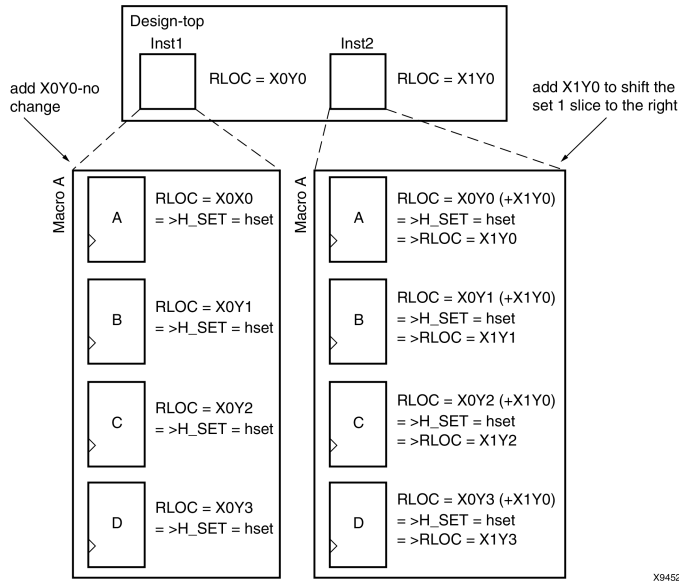 Design-top
Inst1
Inst2
RLOC = X0Y0
RLOC = X1Y0
add X0Y0-no
change
add X1Y0 to shift the
set 1 slice to the right
Macro A
A
RLOC = X0X0
= >H_SET = hset
B
RLOC = X0Y1
= >H_SET = hset
C
RLOC = X0Y2
= >H_SET = hset
D
RLOC = X0Y3
= >H_SET = hset
Macro A
A
RLOC = X0Y0 (+X1Y0)
= >H_SET = hset
= >RLOC = X1Y0
B
RLOC = X0Y1 (+X1Y0)
= >H_SET = hset
= >RLOC = X1Y1
C
RLOC = X0Y2 (+X1Y0)
= >H_SET = hset
= >RLOC = X1Y2
D
RLOC = X0Y3 (+X1Y0)
= >H_SET = hset
= >RLOC = X1Y3
X9452